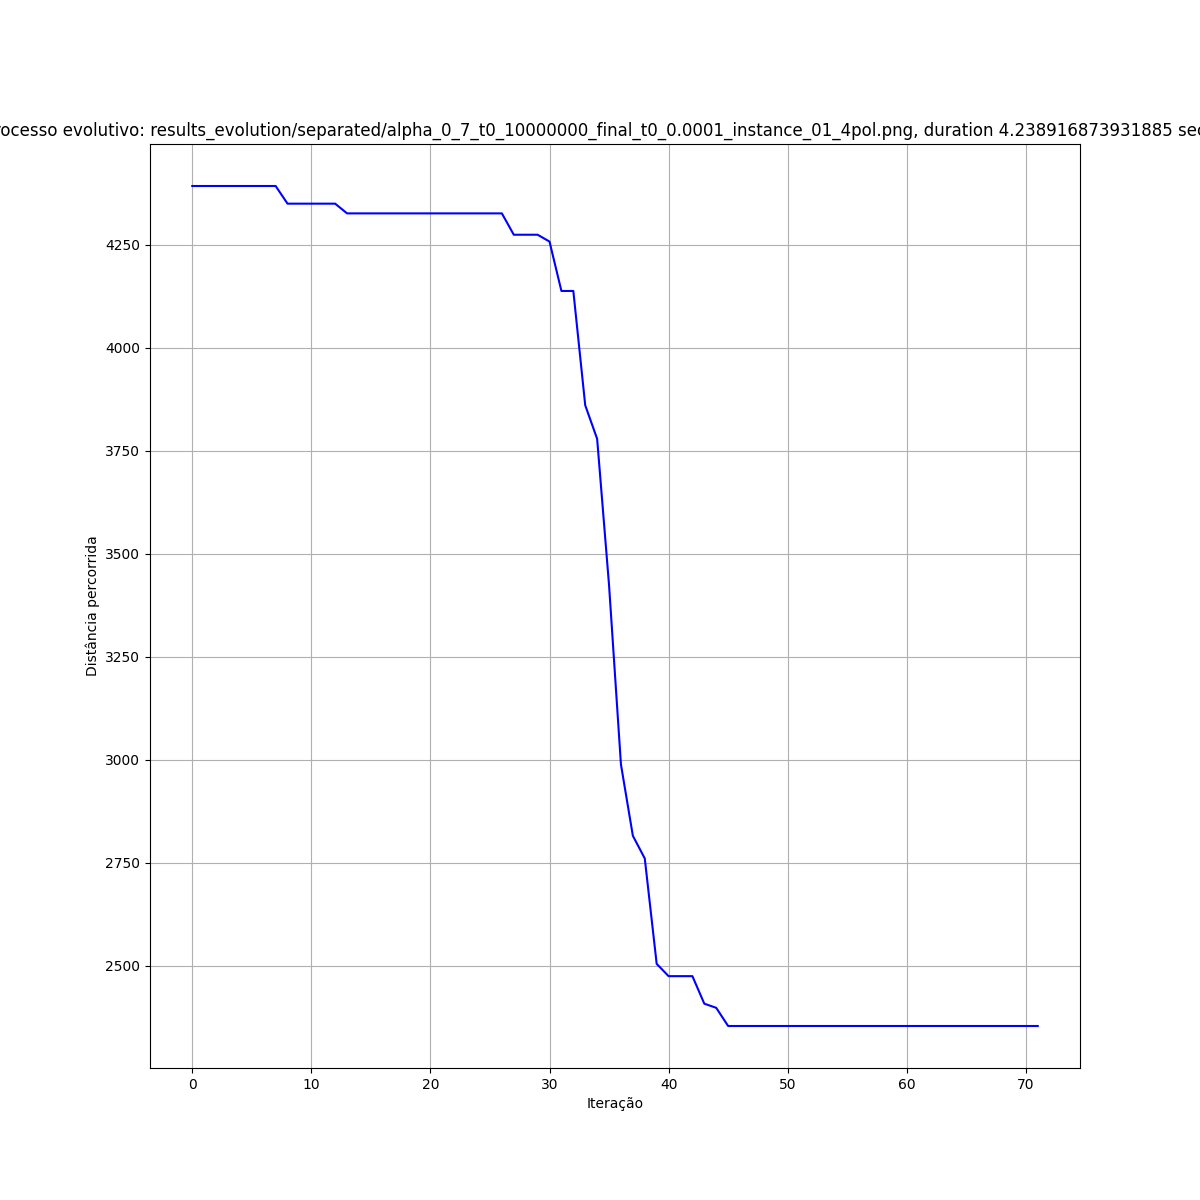 ocesso evolutivo: results_evolution/separated/alpha_0_7_t0_10000000_final_t0_0.0001_instance_01_4pol.png, duration 4.238916873931885 sec
4250
4000
3750
3500
3250
3000
2750
2500
Distância percorrida
0 10 20 30 40 50 60 70
Iteração